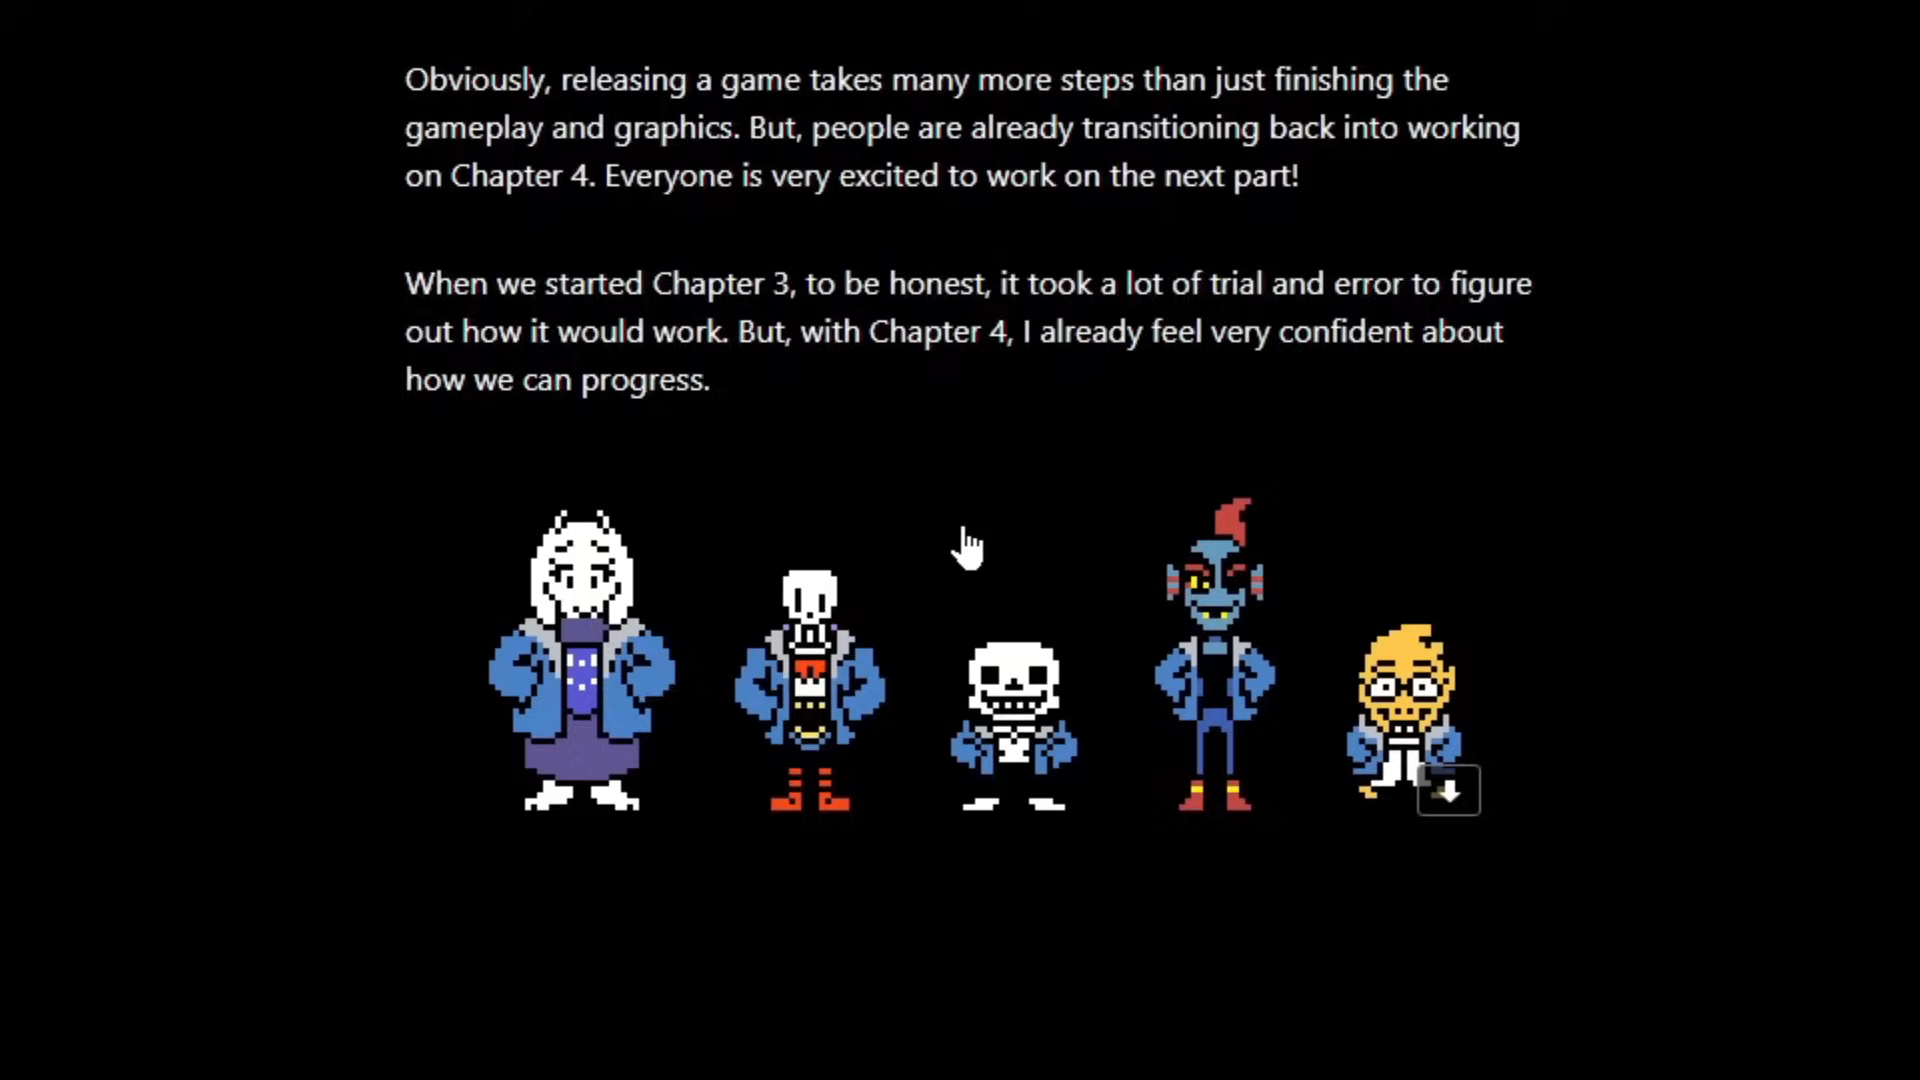 Obviously, releasing a game takes many more steps than just finishing the
gameplay and graphics. But, people are already transitioning back into working
on Chapter 4. Everyone is very excited to work on the next part!
When we started Chapter 3, to be honest, it took a lot of trial and error to figure
out how it would work. But, with Chapter 4, I already feel very confident about
how we can progress.